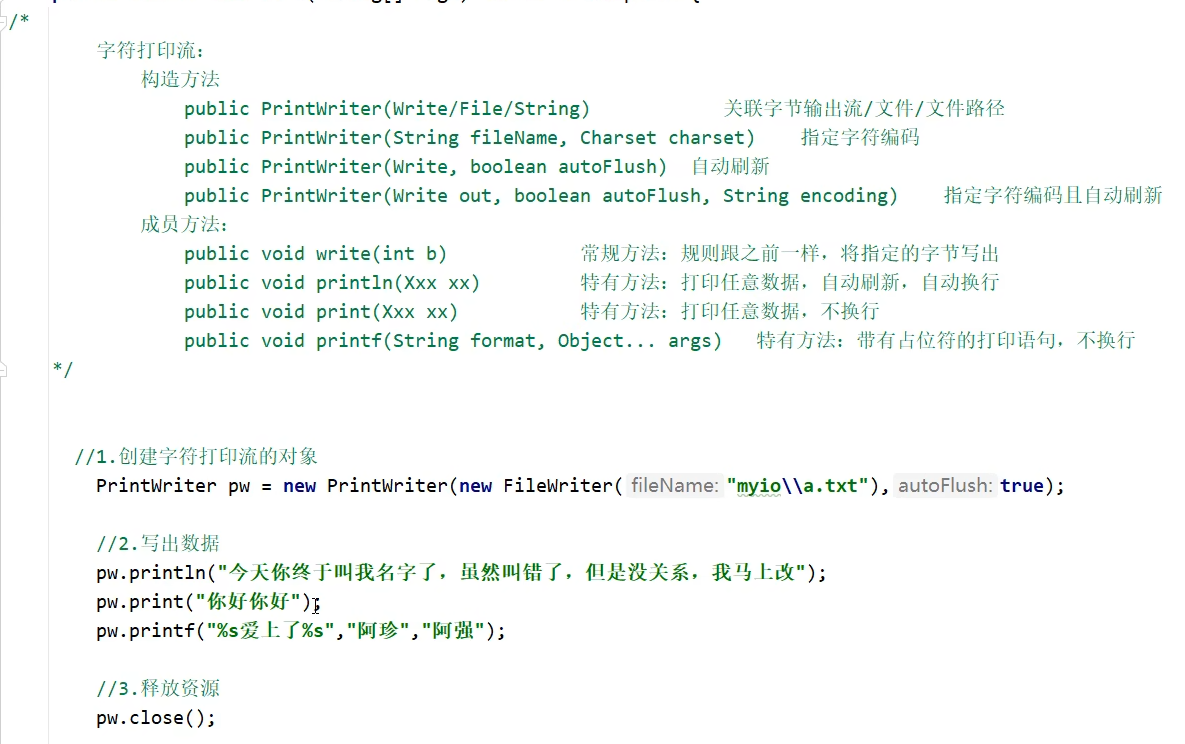 /*
字符打印流：
构造方法
public PrintWriter(Write/File/String) 关联字节输出流/文件/文件路径
public PrintWriter(String fileName, Charset charset) 指定字符编码
public PrintWriter(Write, boolean autoFlush) 自动刷新
public PrintWriter(Write out, boolean autoFlush, String encoding) 指定字符编码且自动刷新
成员方法：
public void write(int b) 常规方法：规则跟之前一样，将指定的字节写出
public void println(Xxx xx) 特有方法：打印任意数据，自动刷新，自动换行
public void print(Xxx xx) 特有方法：打印任意数据，不换行
public void printf(String format, Object... args) 特有方法：带有占位符的打印语句，不换行
*/
//1.创建字符打印流的对象
PrintWriter pw = new PrintWriter(new FileWriter( fileName: "myio\\a.txt"), autoFlush: true);
//2.写出数据
pw.println("今天你终于叫我名字了，虽然叫错了，但是没关系，我马上改");
pw.print("你好你好");
pw.printf("%s爱上了%s","阿珍","阿强");
//3.释放资源
pw.close();